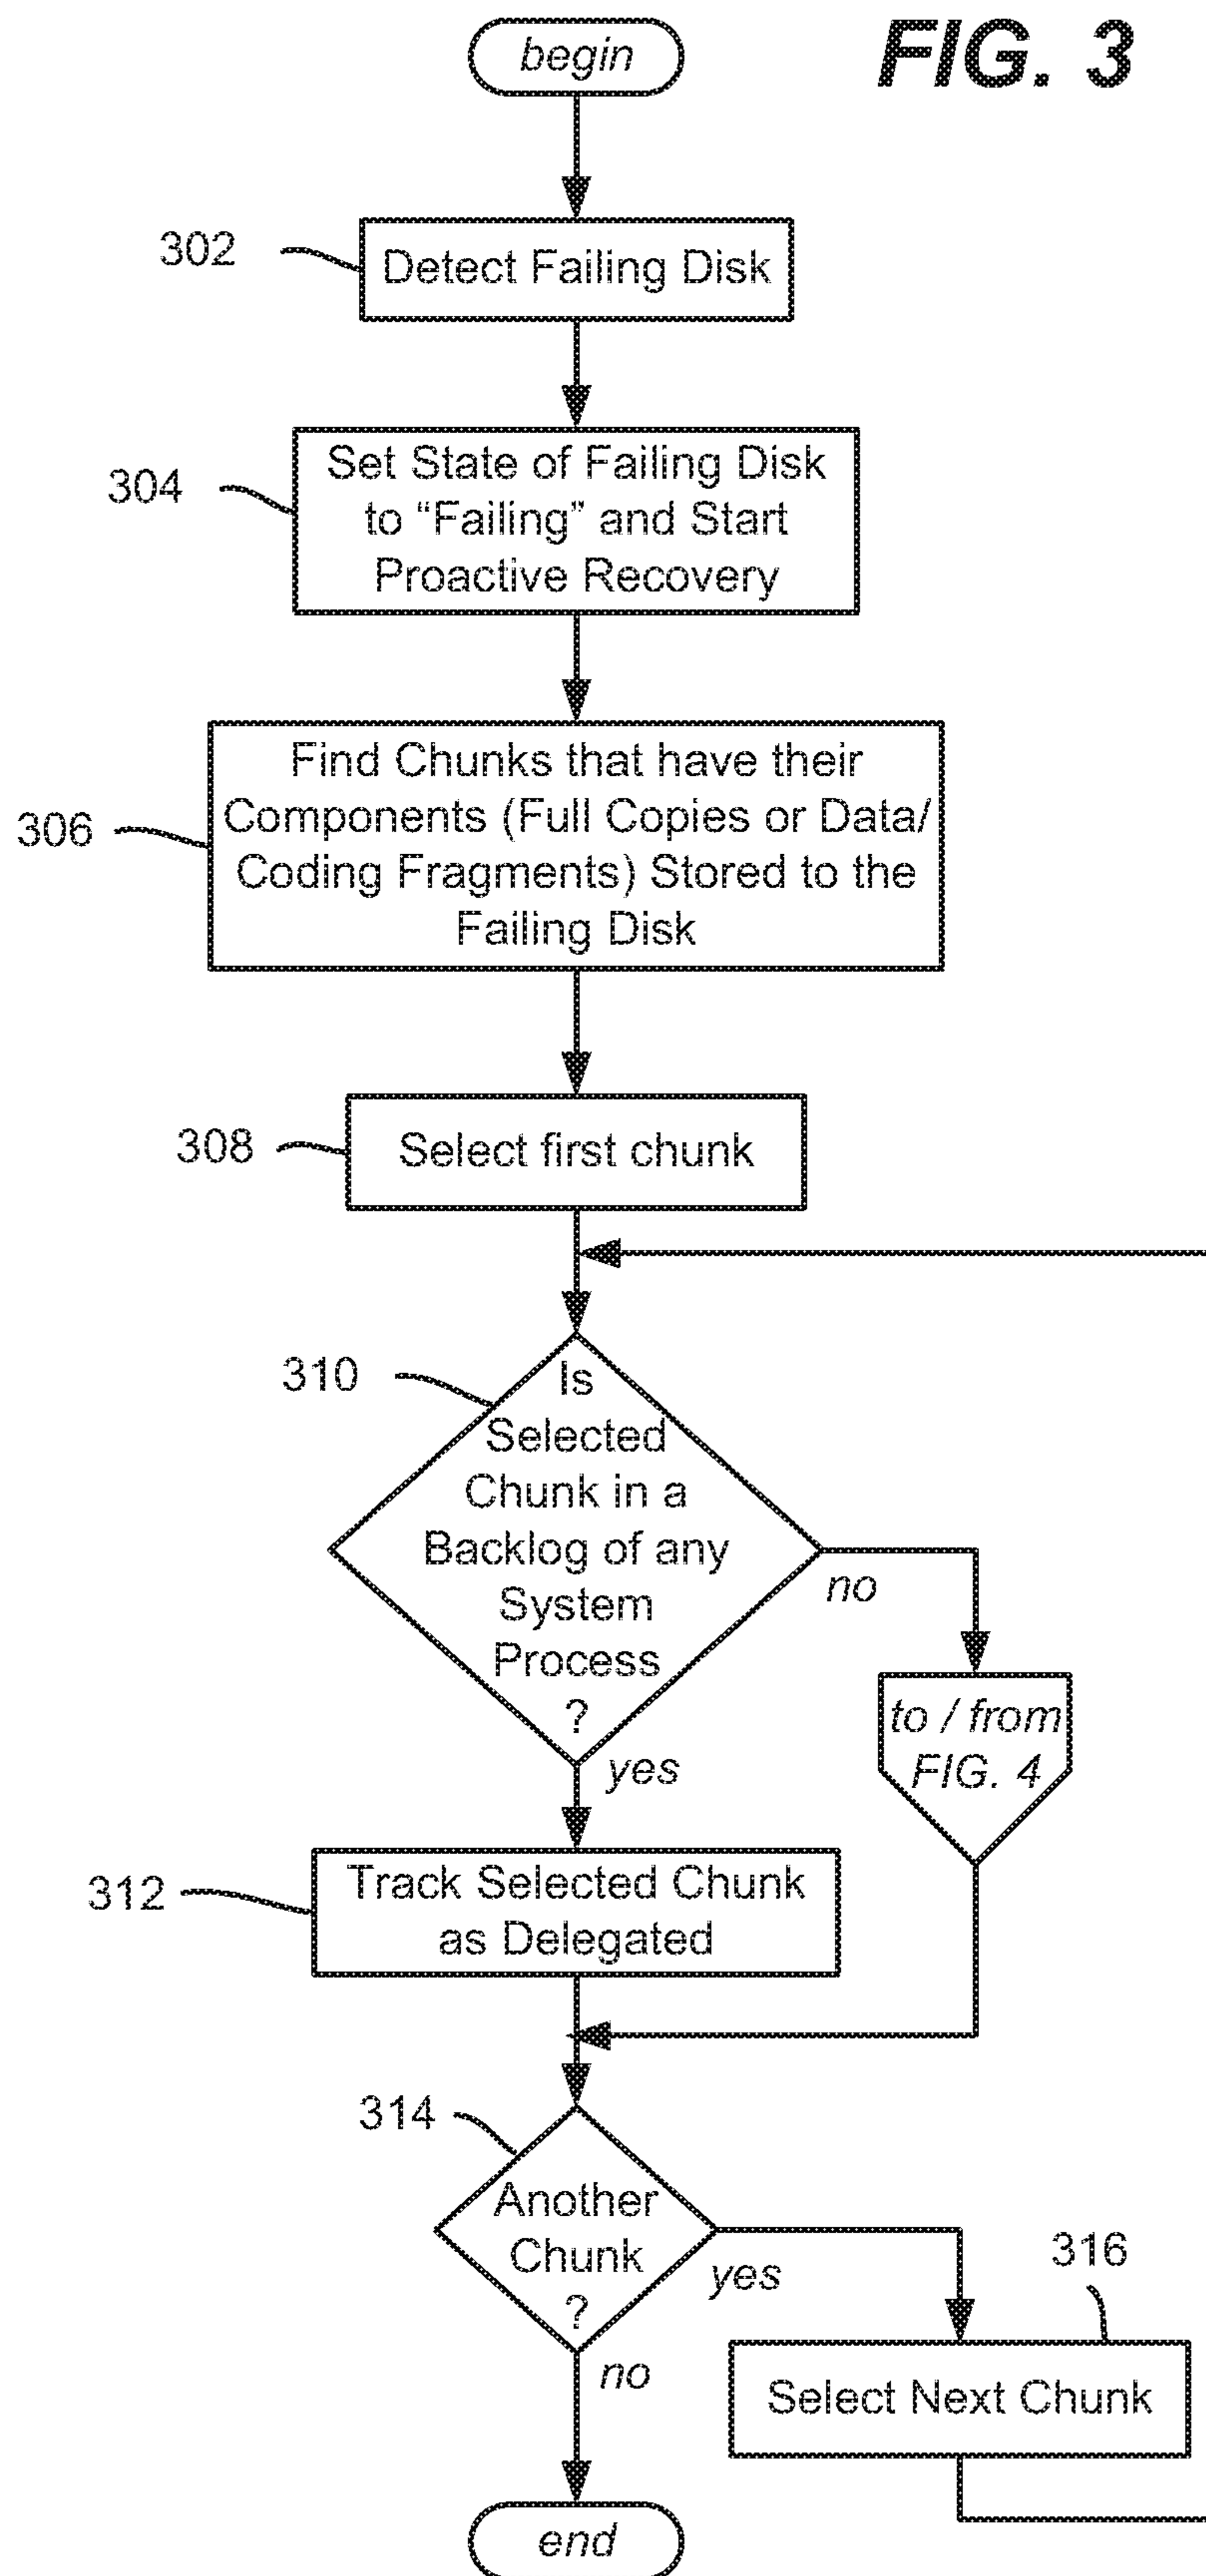 FIG. 3
begin
302
Detect Failing Disk
304
Set State of Failing Disk
to “Failing” and Start
Proactive Recovery
306
Find Chunks that have their
Components (Full Copies or Data/
Coding Fragments) Stored to the
Failing Disk
308
Select first chunk
310
Is
Selected
Chunk in a
Backlog of any
System
Process
?
no
yes
to / from
FIG. 4
312
Track Selected Chunk
as Delegated
314
Another
Chunk
?
yes
no
316
Select Next Chunk
end